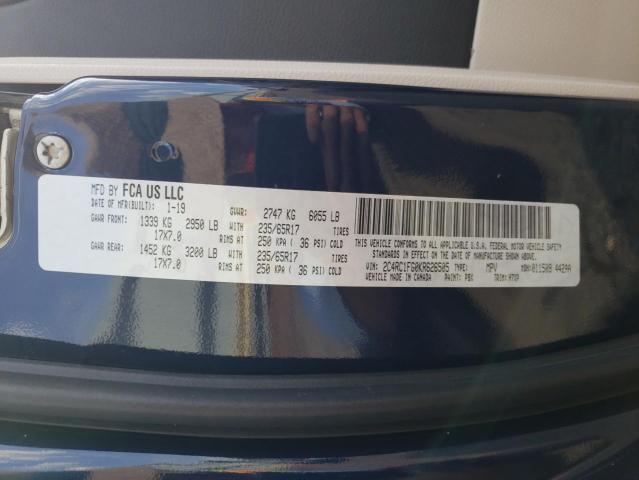 MFD BY FCA US LLC
DATE OF MFR(BUILT): 1-19 GVWR: 2747 KG 6055 LB
GAWR FRONT: 1339 KG 2950 LB WITH 235/65R17 TIRES
17X7.0 RIMS AT 250 KPA ( 36 PSI) COLD
GAWR REAR: 1452 KG 3200 LB WITH 235/65R17 TIRES
17X7.0 RIMS AT 250 KPA ( 36 PSI) COLD
THIS VEHICLE CONFORMS TO ALL APPLICABLE U.S.A. FEDERAL MOTOR VEHICLE SAFETY
STANDARDS IN EFFECT ON THE DATE OF MANUFACTURE SHOWN ABOVE.
VIN: 2C4RC1FG0KR626505 TYPE: MPV MDH: 011509 442AA
VEHICLE MADE IN CANADA PAINT: PBX TRIM: